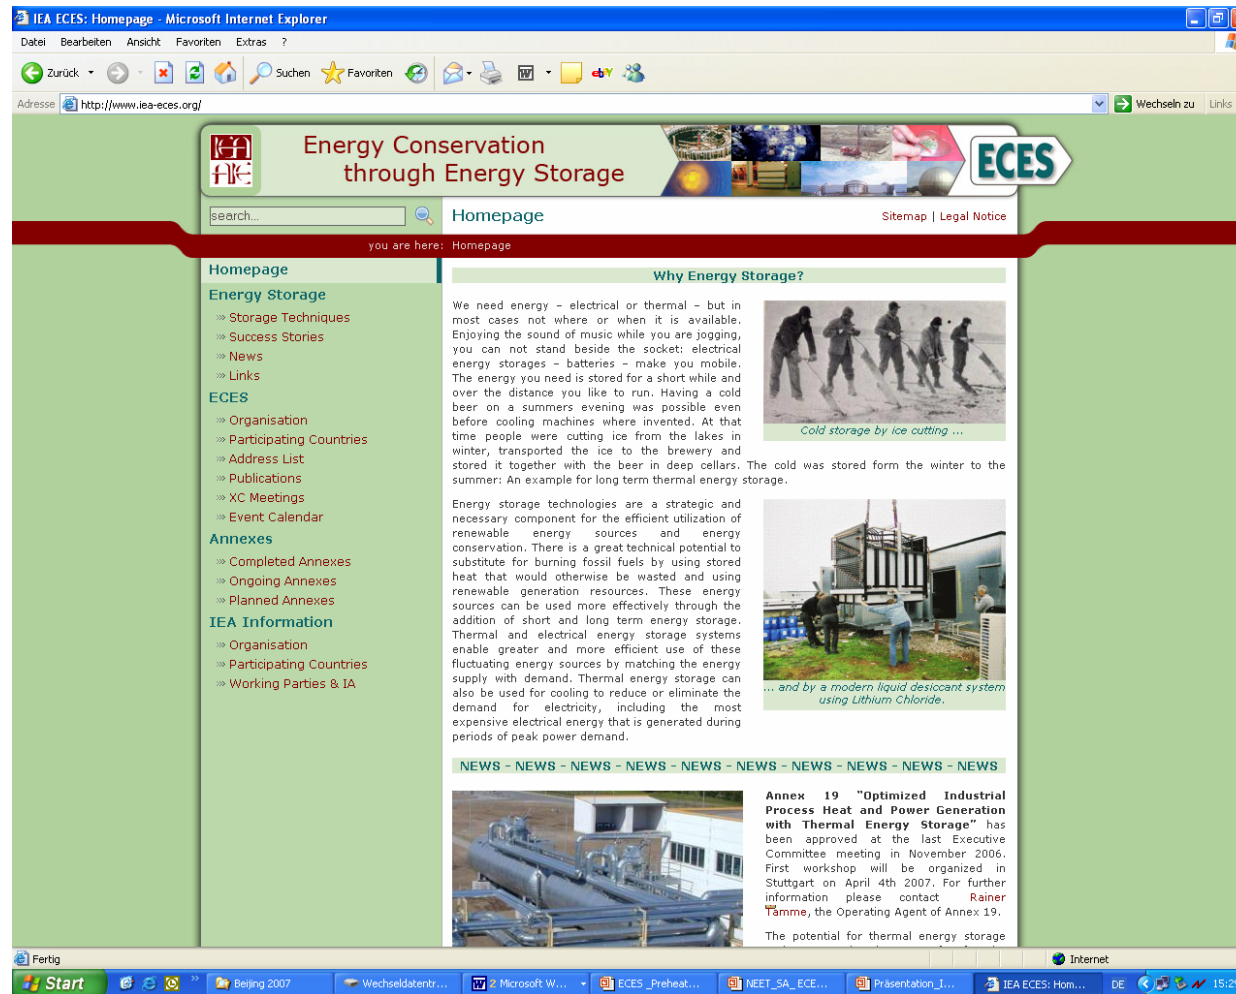 IEA ECES: Homepage - Microsoft Internet Explorer
Datei Bearbeiten Ansicht Favoriten Extras ?
Zurück Suchen Favoriten
Adresse http://www.iea-eces.org/ Wechseln zu Links
IEA
AIE
Energy Conservation
through Energy Storage
ECES
search...
Homepage
Sitemap | Legal Notice
you are here: Homepage
Homepage
Energy Storage
Storage Techniques
Success Stories
News
Links
ECES
Organisation
Participating Countries
Address List
Publications
XC Meetings
Event Calendar
Annexes
Completed Annexes
Ongoing Annexes
Planned Annexes
IEA Information
Organisation
Participating Countries
Working Parties & IA
Why Energy Storage?
We need energy – electrical or thermal – but in
most cases not where or when it is available.
Enjoying the sound of music while you are jogging,
you can not stand beside the socket: electrical
energy storages – batteries – make you mobile.
The energy you need is stored for a short while and
over the distance you like to run. Having a cold
beer on a summers evening was possible even
before cooling machines where invented. At that
time people were cutting ice from the lakes in
winter, transported the ice to the brewery and
stored it together with the beer in deep cellars. The cold was stored form the winter to the
summer: An example for long term thermal energy storage.
Cold storage by ice cutting ...
Energy storage technologies are a strategic and
necessary component for the efficient utilization of
renewable energy sources and energy
conservation. There is a great technical potential to
substitute for burning fossil fuels by using stored
heat that would otherwise be wasted and using
renewable generation resources. These energy
sources can be used more effectively through the
addition of short and long term energy storage.
Thermal and electrical energy storage systems
enable greater and more efficient use of these
fluctuating energy sources by matching the energy
supply with demand. Thermal energy storage can
also be used for cooling to reduce or eliminate the
demand for electricity, including the most
expensive electrical energy that is generated during
periods of peak power demand.
... and by a modern liquid desiccant system
using Lithium Chloride.
NEWS - NEWS - NEWS - NEWS - NEWS - NEWS - NEWS - NEWS - NEWS - NEWS
Annex 19 "Optimized Industrial
Process Heat and Power Generation
with Thermal Energy Storage" has
been approved at the last Executive
Committee meeting in November 2006.
First workshop will be organized in
Stuttgart on April 4th 2007. For further
information please contact Rainer
Tamme, the Operating Agent of Annex 19.
The potential for thermal energy storage
Fertig
Internet
Start Beijing 2007 Wechseldatentr... 2 Microsoft W... ECES _Preheat... NEET_SA_ ECE... Präsentation_I... IEA ECES: Hom... DE